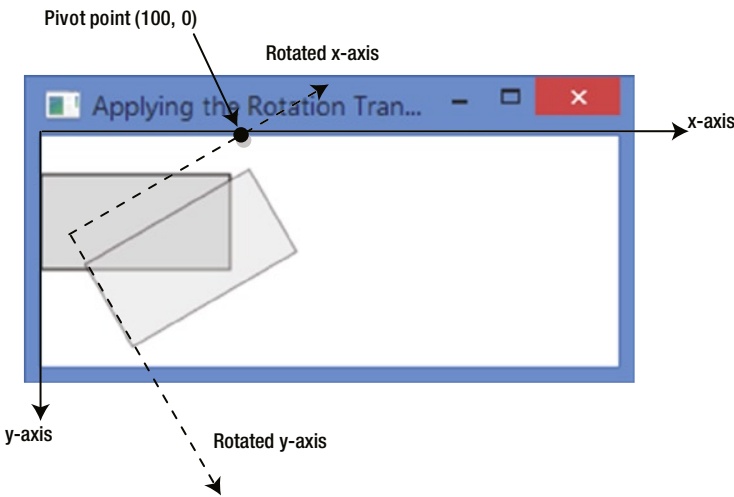 Pivot point (100, 0)
Rotated x-axis
Applying the Rotation Tran...
x-axis
y-axis
Rotated y-axis